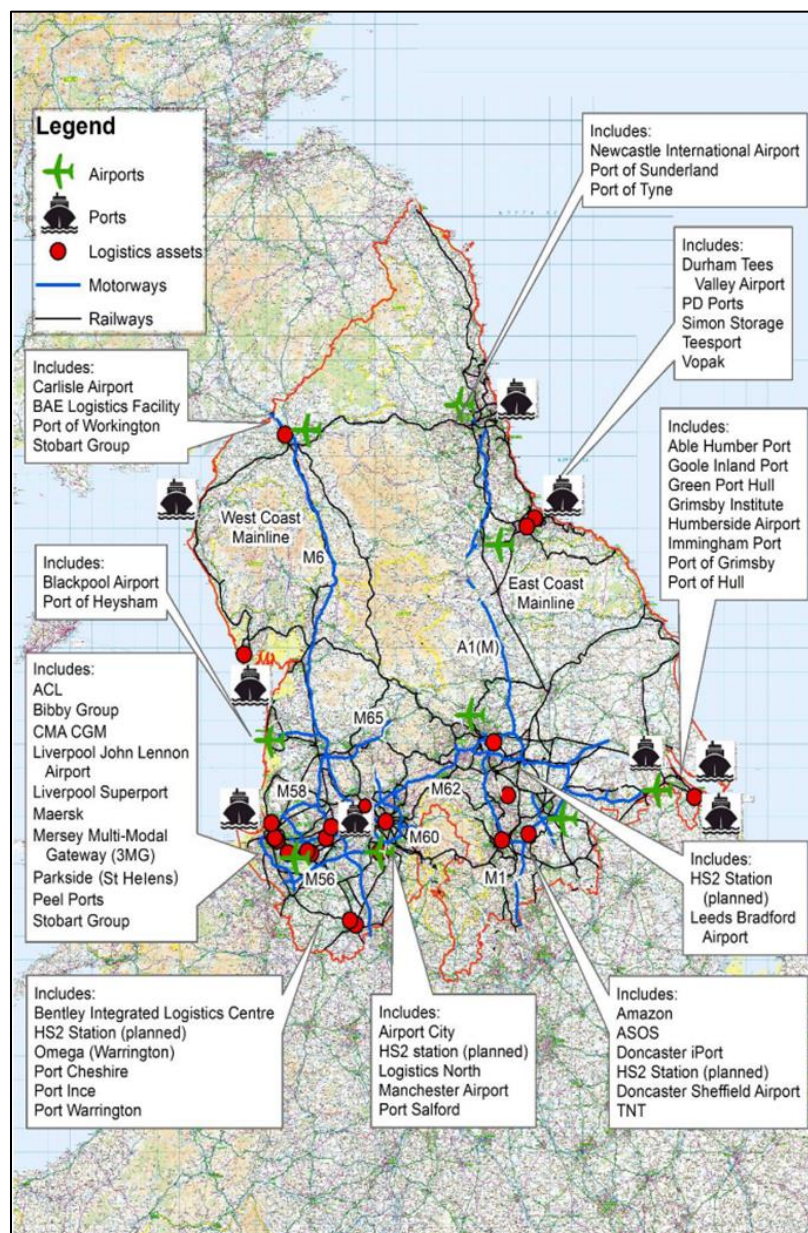 Legend
Airports
Ports
Logistics assets
Motorways
Railways
Includes:
Newcastle International Airport
Port of Sunderland
Port of Tyne
Includes:
Durham Tees
Valley Airport
PD Ports
Simon Storage
Teesport
Vopak
Includes:
Carlisle Airport
BAE Logistics Facility
Port of Workington
Stobart Group
Includes:
Able Humber Port
Goole Inland Port
Green Port Hull
Grimsby Institute
Humberside Airport
Immingham Port
Port of Grimsby
Port of Hull
West Coast
Mainline
M6
East Coast
Mainline
A1(M)
Includes:
Blackpool Airport
Port of Heysham
Includes:
ACL
Bibby Group
CMA CGM
Liverpool John Lennon
Airport
Liverpool Superport
Maersk
Mersey Multi-Modal
Gateway (3MG)
Parkside (St Helens)
Peel Ports
Stobart Group
M65
M58
M62
M60
M56
M1
Includes:
HS2 Station
(planned)
Leeds Bradford
Airport
Includes:
Bentley Integrated Logistics Centre
HS2 Station (planned)
Omega (Warrington)
Port Cheshire
Port Ince
Port Warrington
Includes:
Airport City
HS2 station (planned)
Logistics North
Manchester Airport
Port Salford
Includes:
Amazon
ASOS
Doncaster iPort
HS2 Station (planned)
Doncaster Sheffield Airport
TNT